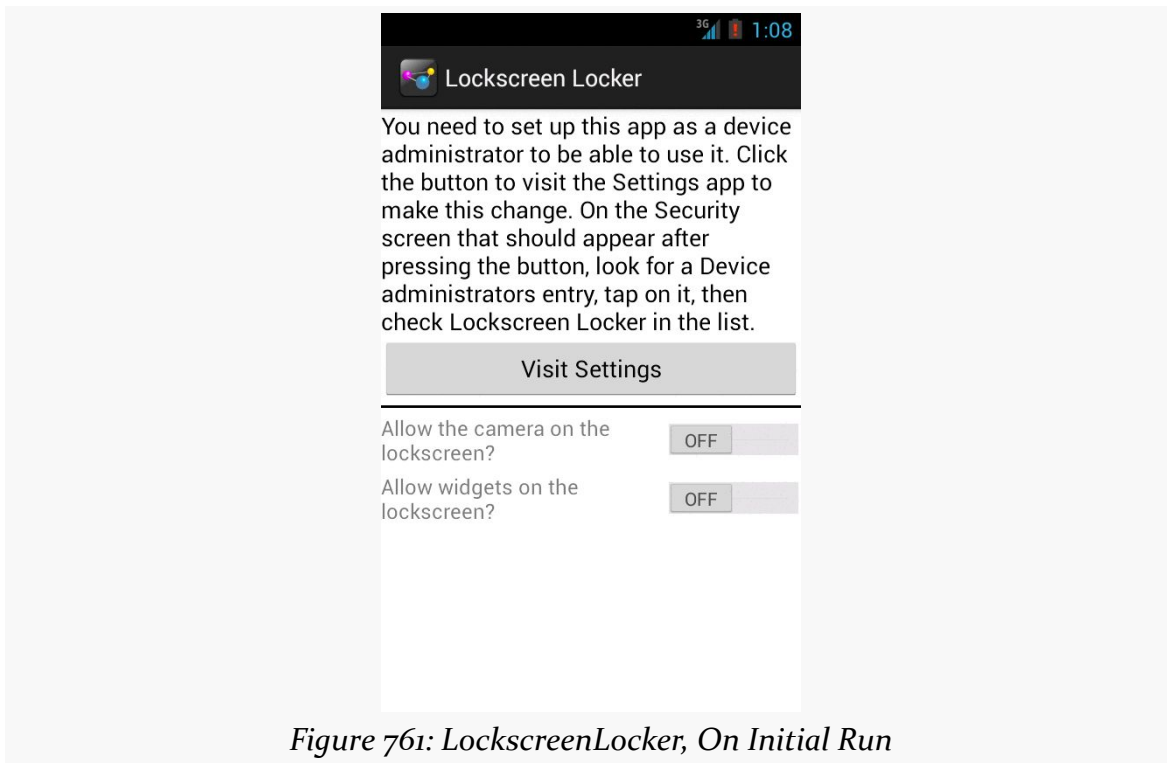 3G 1:08
Lockscreen Locker
You need to set up this app as a device
administrator to be able to use it. Click
the button to visit the Settings app to
make this change. On the Security
screen that should appear after
pressing the button, look for a Device
administrators entry, tap on it, then
check Lockscreen Locker in the list.
Visit Settings
Allow the camera on the
lockscreen?
OFF
Allow widgets on the
lockscreen?
OFF
Figure 761: LockscreenLocker, On Initial Run